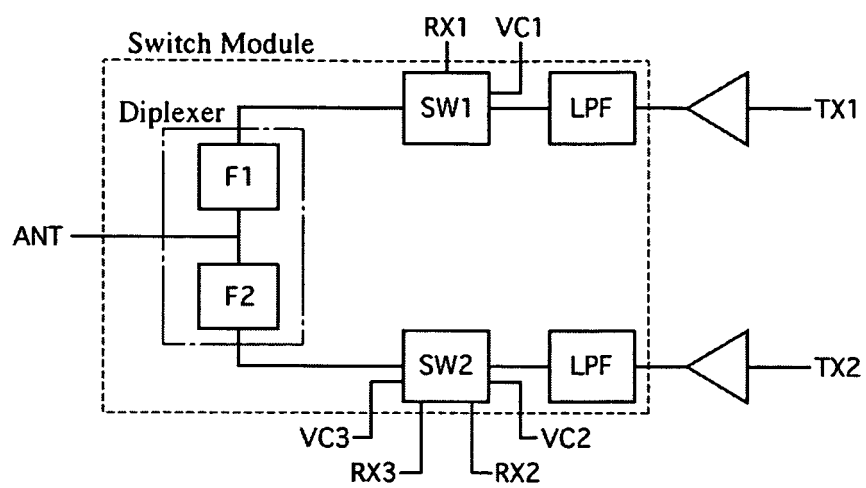 RX1 VC1
Switch Module
SW1 LPF TX1
Diplexer
F1
ANT
F2
SW2 LPF TX2
VC3 VC2
RX3 RX2